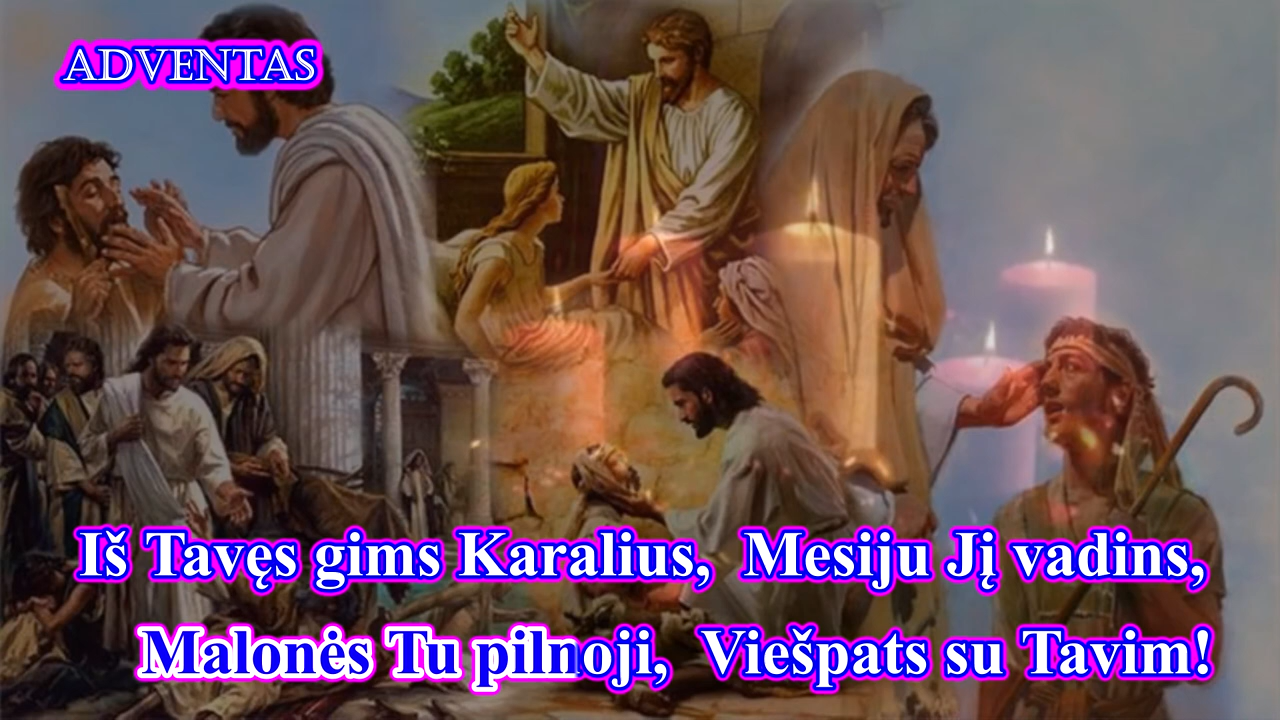 ADVENTAS
Iš Tavęs gims Karalius, Mesiju Jį vadins,
Malonės Tu pilnoji, Viešpats su Tavim!